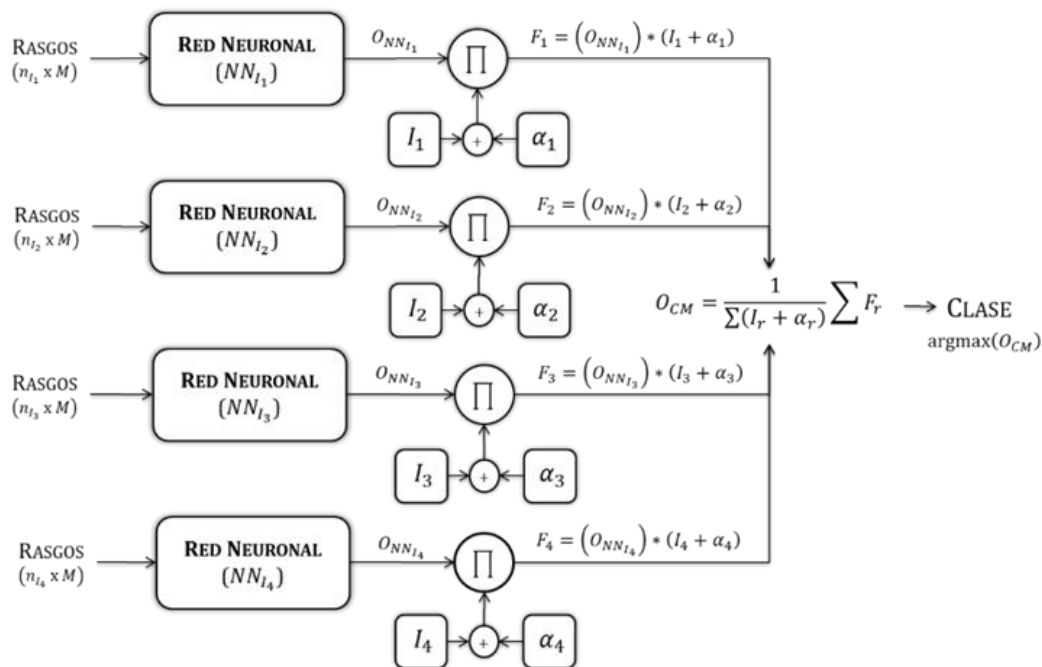 RASGOS
(n_{I_1} x M)
RED NEURONAL
(NN_{I_1})
O_{NN_{I_1}}
∏
F_1 = (O_{NN_{I_1}}) * (I_1 + α_1)
I_1
+
α_1
RASGOS
(n_{I_2} x M)
RED NEURONAL
(NN_{I_2})
O_{NN_{I_2}}
∏
F_2 = (O_{NN_{I_2}}) * (I_2 + α_2)
I_2
+
α_2
O_{CM} = \frac{1}{∑(I_r + α_r)} ∑ F_r
CLASE
argmax(O_{CM})
RASGOS
(n_{I_3} x M)
RED NEURONAL
(NN_{I_3})
O_{NN_{I_3}}
∏
F_3 = (O_{NN_{I_3}}) * (I_3 + α_3)
I_3
+
α_3
RASGOS
(n_{I_4} x M)
RED NEURONAL
(NN_{I_4})
O_{NN_{I_4}}
∏
F_4 = (O_{NN_{I_4}}) * (I_4 + α_4)
I_4
+
α_4